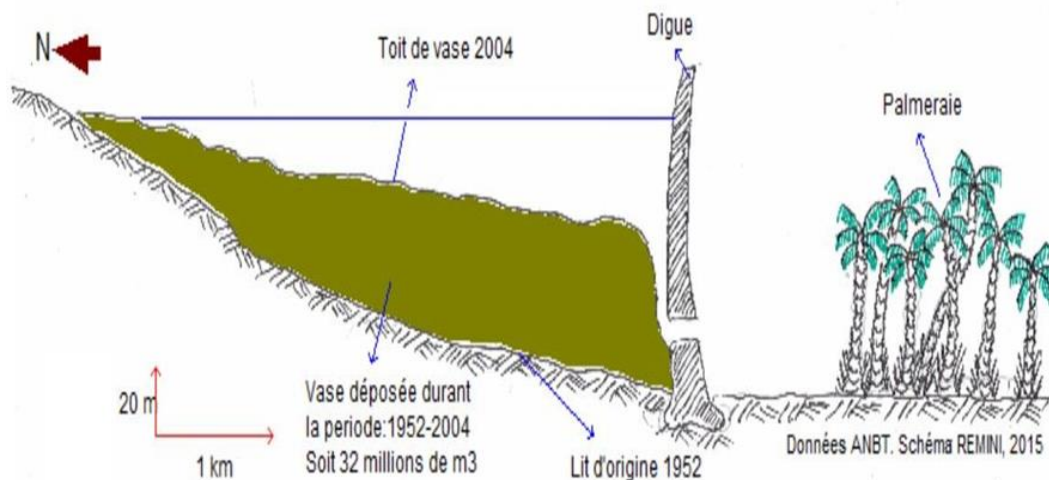 N
Toit de vase 2004
Digue
Palmeraie
20 m
1 km
Vase déposée durant
la periode:1952-2004
Soit 32 millions de m3
Lit d'origine 1952
Données ANBT. Schéma REMINI, 2015